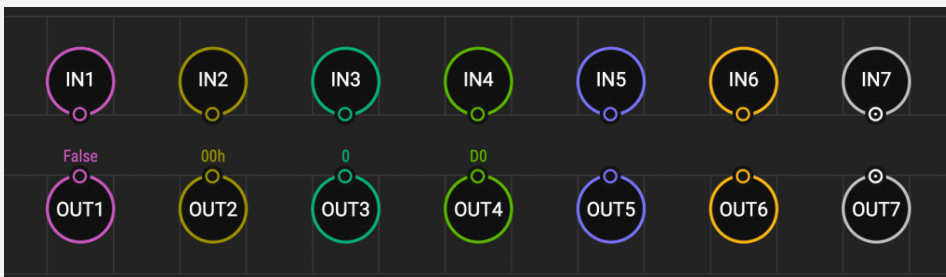 IN1 IN2 IN3 IN4 IN5 IN6 IN7
False 00h 0 D0
OUT1 OUT2 OUT3 OUT4 OUT5 OUT6 OUT7